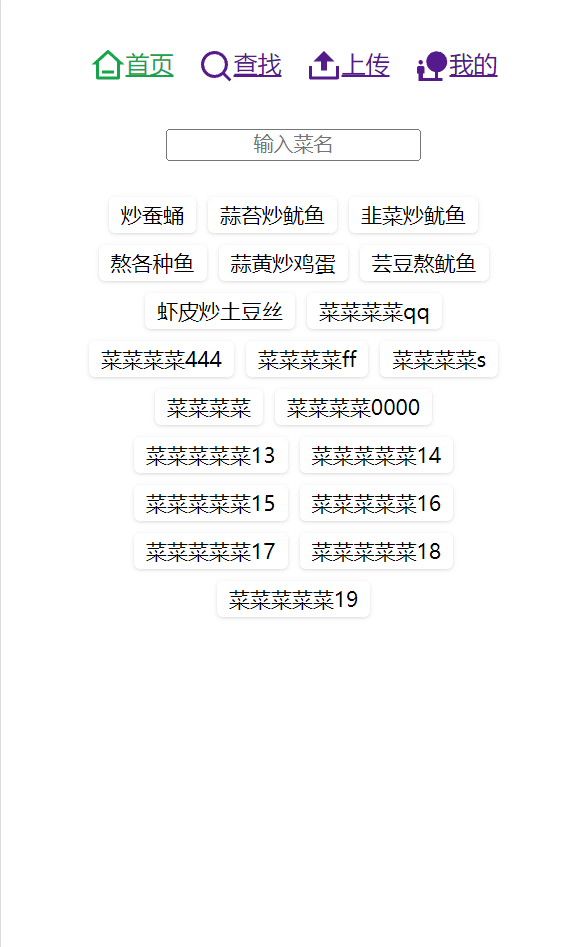 首页 查找 上传 我的
输入菜名
炒蚕蛹 蒜苔炒鱿鱼 韭菜炒鱿鱼
熬各种鱼 蒜黄炒鸡蛋 芸豆熬鱿鱼
虾皮炒土豆丝 菜菜菜菜qq
菜菜菜菜444 菜菜菜菜ff 菜菜菜菜s
菜菜菜菜 菜菜菜菜0000
菜菜菜菜菜13 菜菜菜菜菜14
菜菜菜菜菜15 菜菜菜菜菜16
菜菜菜菜菜17 菜菜菜菜菜18
菜菜菜菜菜19